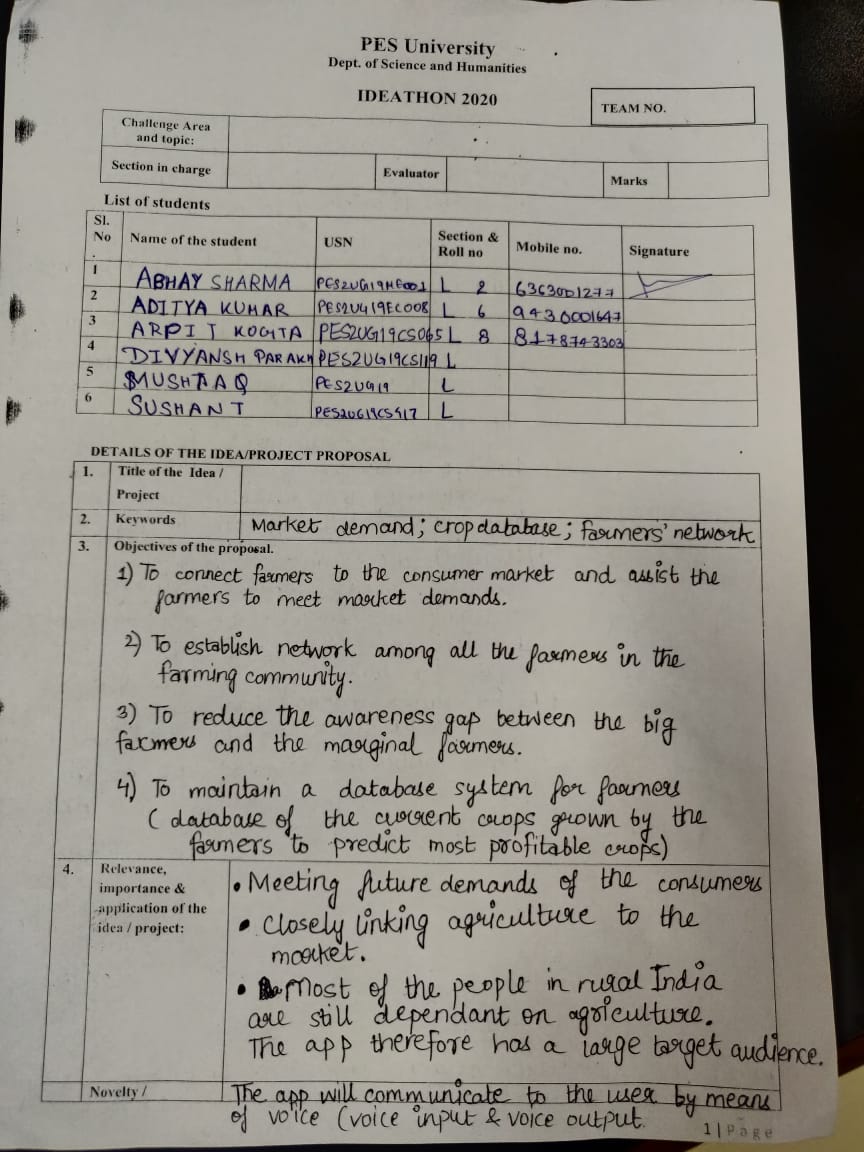 PES University
Dept. of Science and Humanities
IDEATHON 2020
TEAM NO.
Challenge Area and topic:
Section in charge Evaluator Marks
List of students
Sl. No . Name of the student USN Section & Roll no Mobile no. Signature
1 ABHAY SHARMA PES2UG19ME001 L 2 6363001277
2 ADITYA KUMAR PES2UG19EC008 L 6 9430001647
3 ARPIT KOGTA PES2UG19CS065 L 8 8178743303
4 DIVYANSH PARAKH PES2UG19CS119 L
5 MUSHTAQ PES2UG19 L
6 SUSHANT PES2UG19CS417 L
DETAILS OF THE IDEA/PROJECT PROPOSAL
1. Title of the Idea / Project
2. Keywords Market demand; crop database; farmers' network
3. Objectives of the proposal.
1) To connect farmers to the consumer market and assist the
farmers to meet market demands.
2) To establish network among all the farmers in the
farming community.
3) To reduce the awareness gap between the big
farmers and the marginal farmers.
4) To maintain a database system for farmers
( database of the current crops grown by the
farmers to predict most profitable crops)
4. Relevance, importance & application of the idea / project:
• Meeting future demands of the consumers
• Closely linking agriculture to the
market.
• Most of the people in rural India
are still dependant on agriculture.
The app therefore has a large target audience.
Novelty / The app will communicate to the user by means
of voice (voice input & voice output.
1 | Page